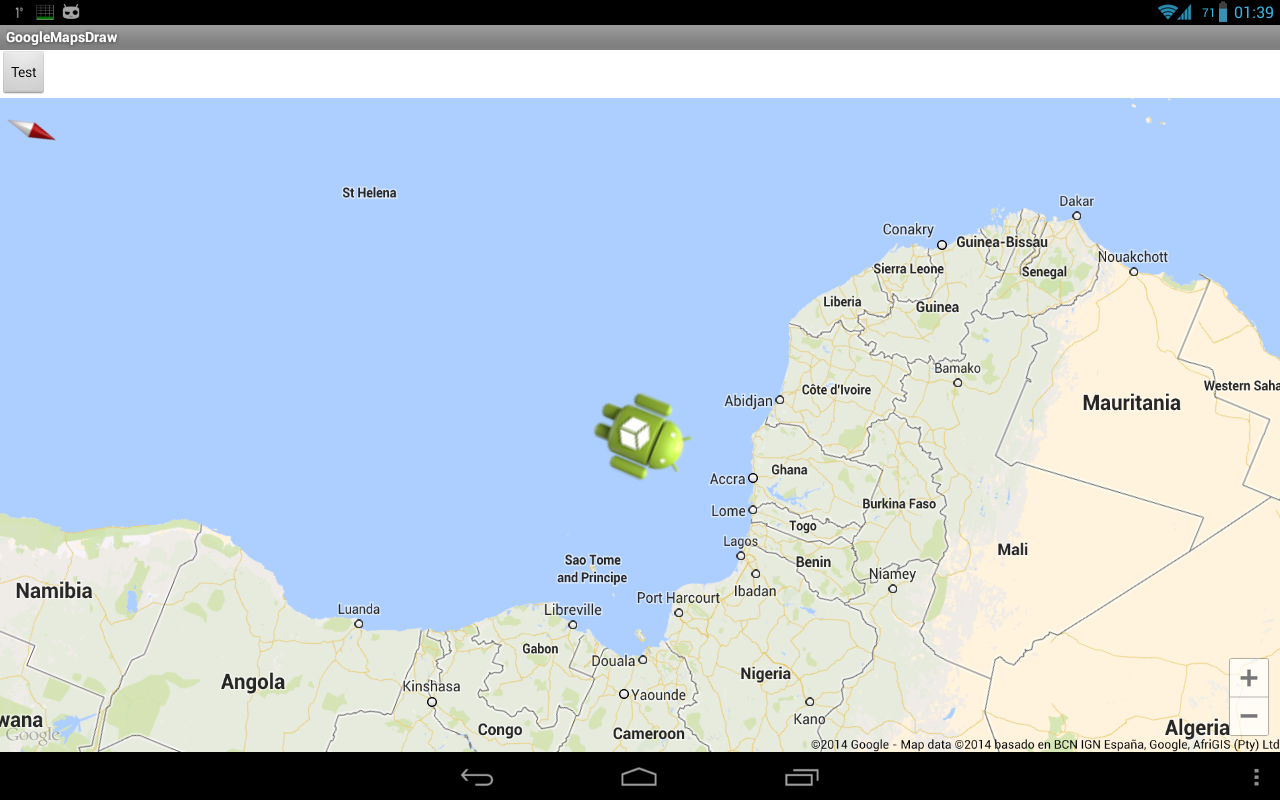 1°
71
01:39
GoogleMapsDraw
Test
St Helena
Dakar
Conakry
Guinea-Bissau
Nouakchott
Sierra Leone
Senegal
Liberia
Guinea
Bamako
Côte d'Ivoire
Western Saha
Abidjan
Mauritania
Ghana
Accra
Burkina Faso
Lome
Togo
Lagos
Mali
Sao Tome
and Principe
Benin
Niamey
Namibia
Ibadan
Port Harcourt
Luanda
Libreville
Gabon
Douala
Nigeria
Angola
Kinshasa
Yaounde
Kano
wana
Google
Congo
Cameroon
Algeria
+
−
©2014 Google - Map data ©2014 basado en BCN IGN España, Google, AfriGIS (Pty) Ltd